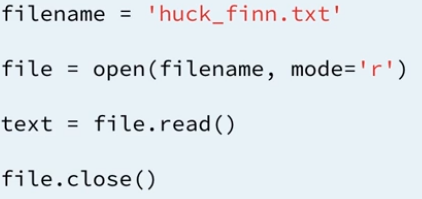 filename = 'huck_finn.txt'
file = open(filename, mode='r')
text = file.read()
file.close()